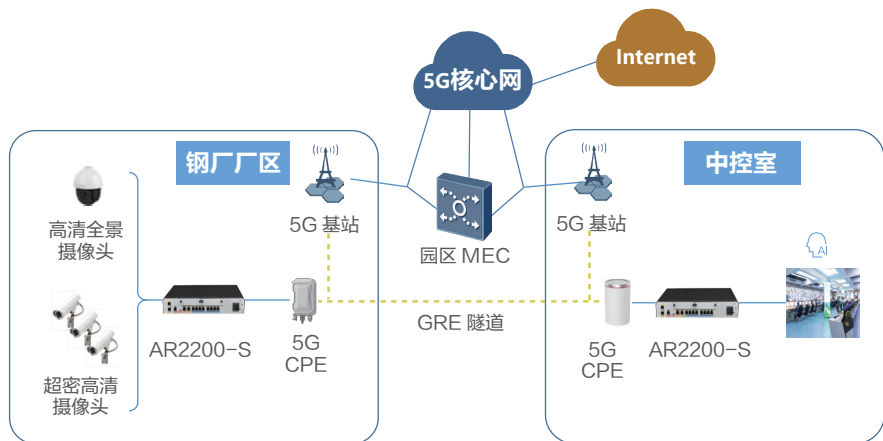 Internet
5G核心网
钢厂厂区
中控室
高清全景
摄像头
5G 基站
园区 MEC
5G 基站
AI
GRE 隧道
AR2200-S
5G
CPE
5G
CPE
AR2200-S
超密高清
摄像头